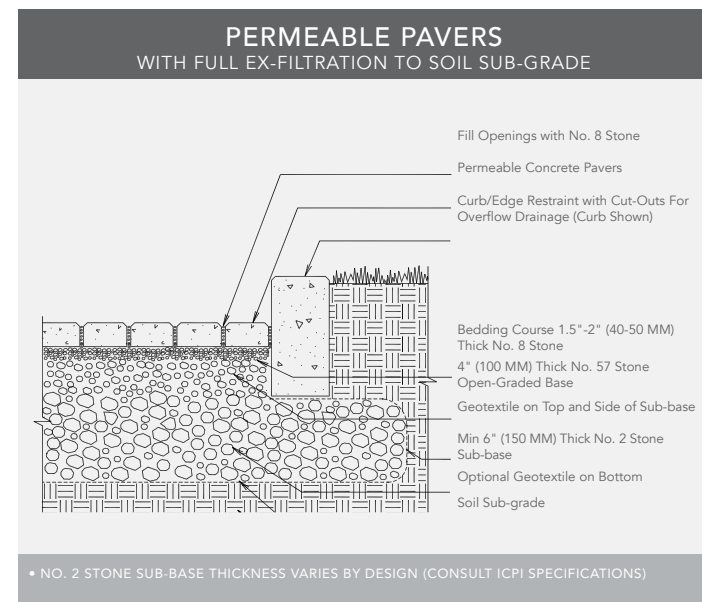 PERMEABLE PAVERS
WITH FULL EX-FILTRATION TO SOIL SUB-GRADE
Fill Openings with No. 8 Stone
Permeable Concrete Pavers
Curb/Edge Restraint with Cut-Outs For
Overflow Drainage (Curb Shown)
Bedding Course 1.5"-2" (40-50 MM)
Thick No. 8 Stone
4" (100 MM) Thick No. 57 Stone
Open-Graded Base
Geotextile on Top and Side of Sub-base
Min 6" (150 MM) Thick No. 2 Stone
Sub-base
Optional Geotextile on Bottom
Soil Sub-grade
• NO. 2 STONE SUB-BASE THICKNESS VARIES BY DESIGN (CONSULT ICPI SPECIFICATIONS)